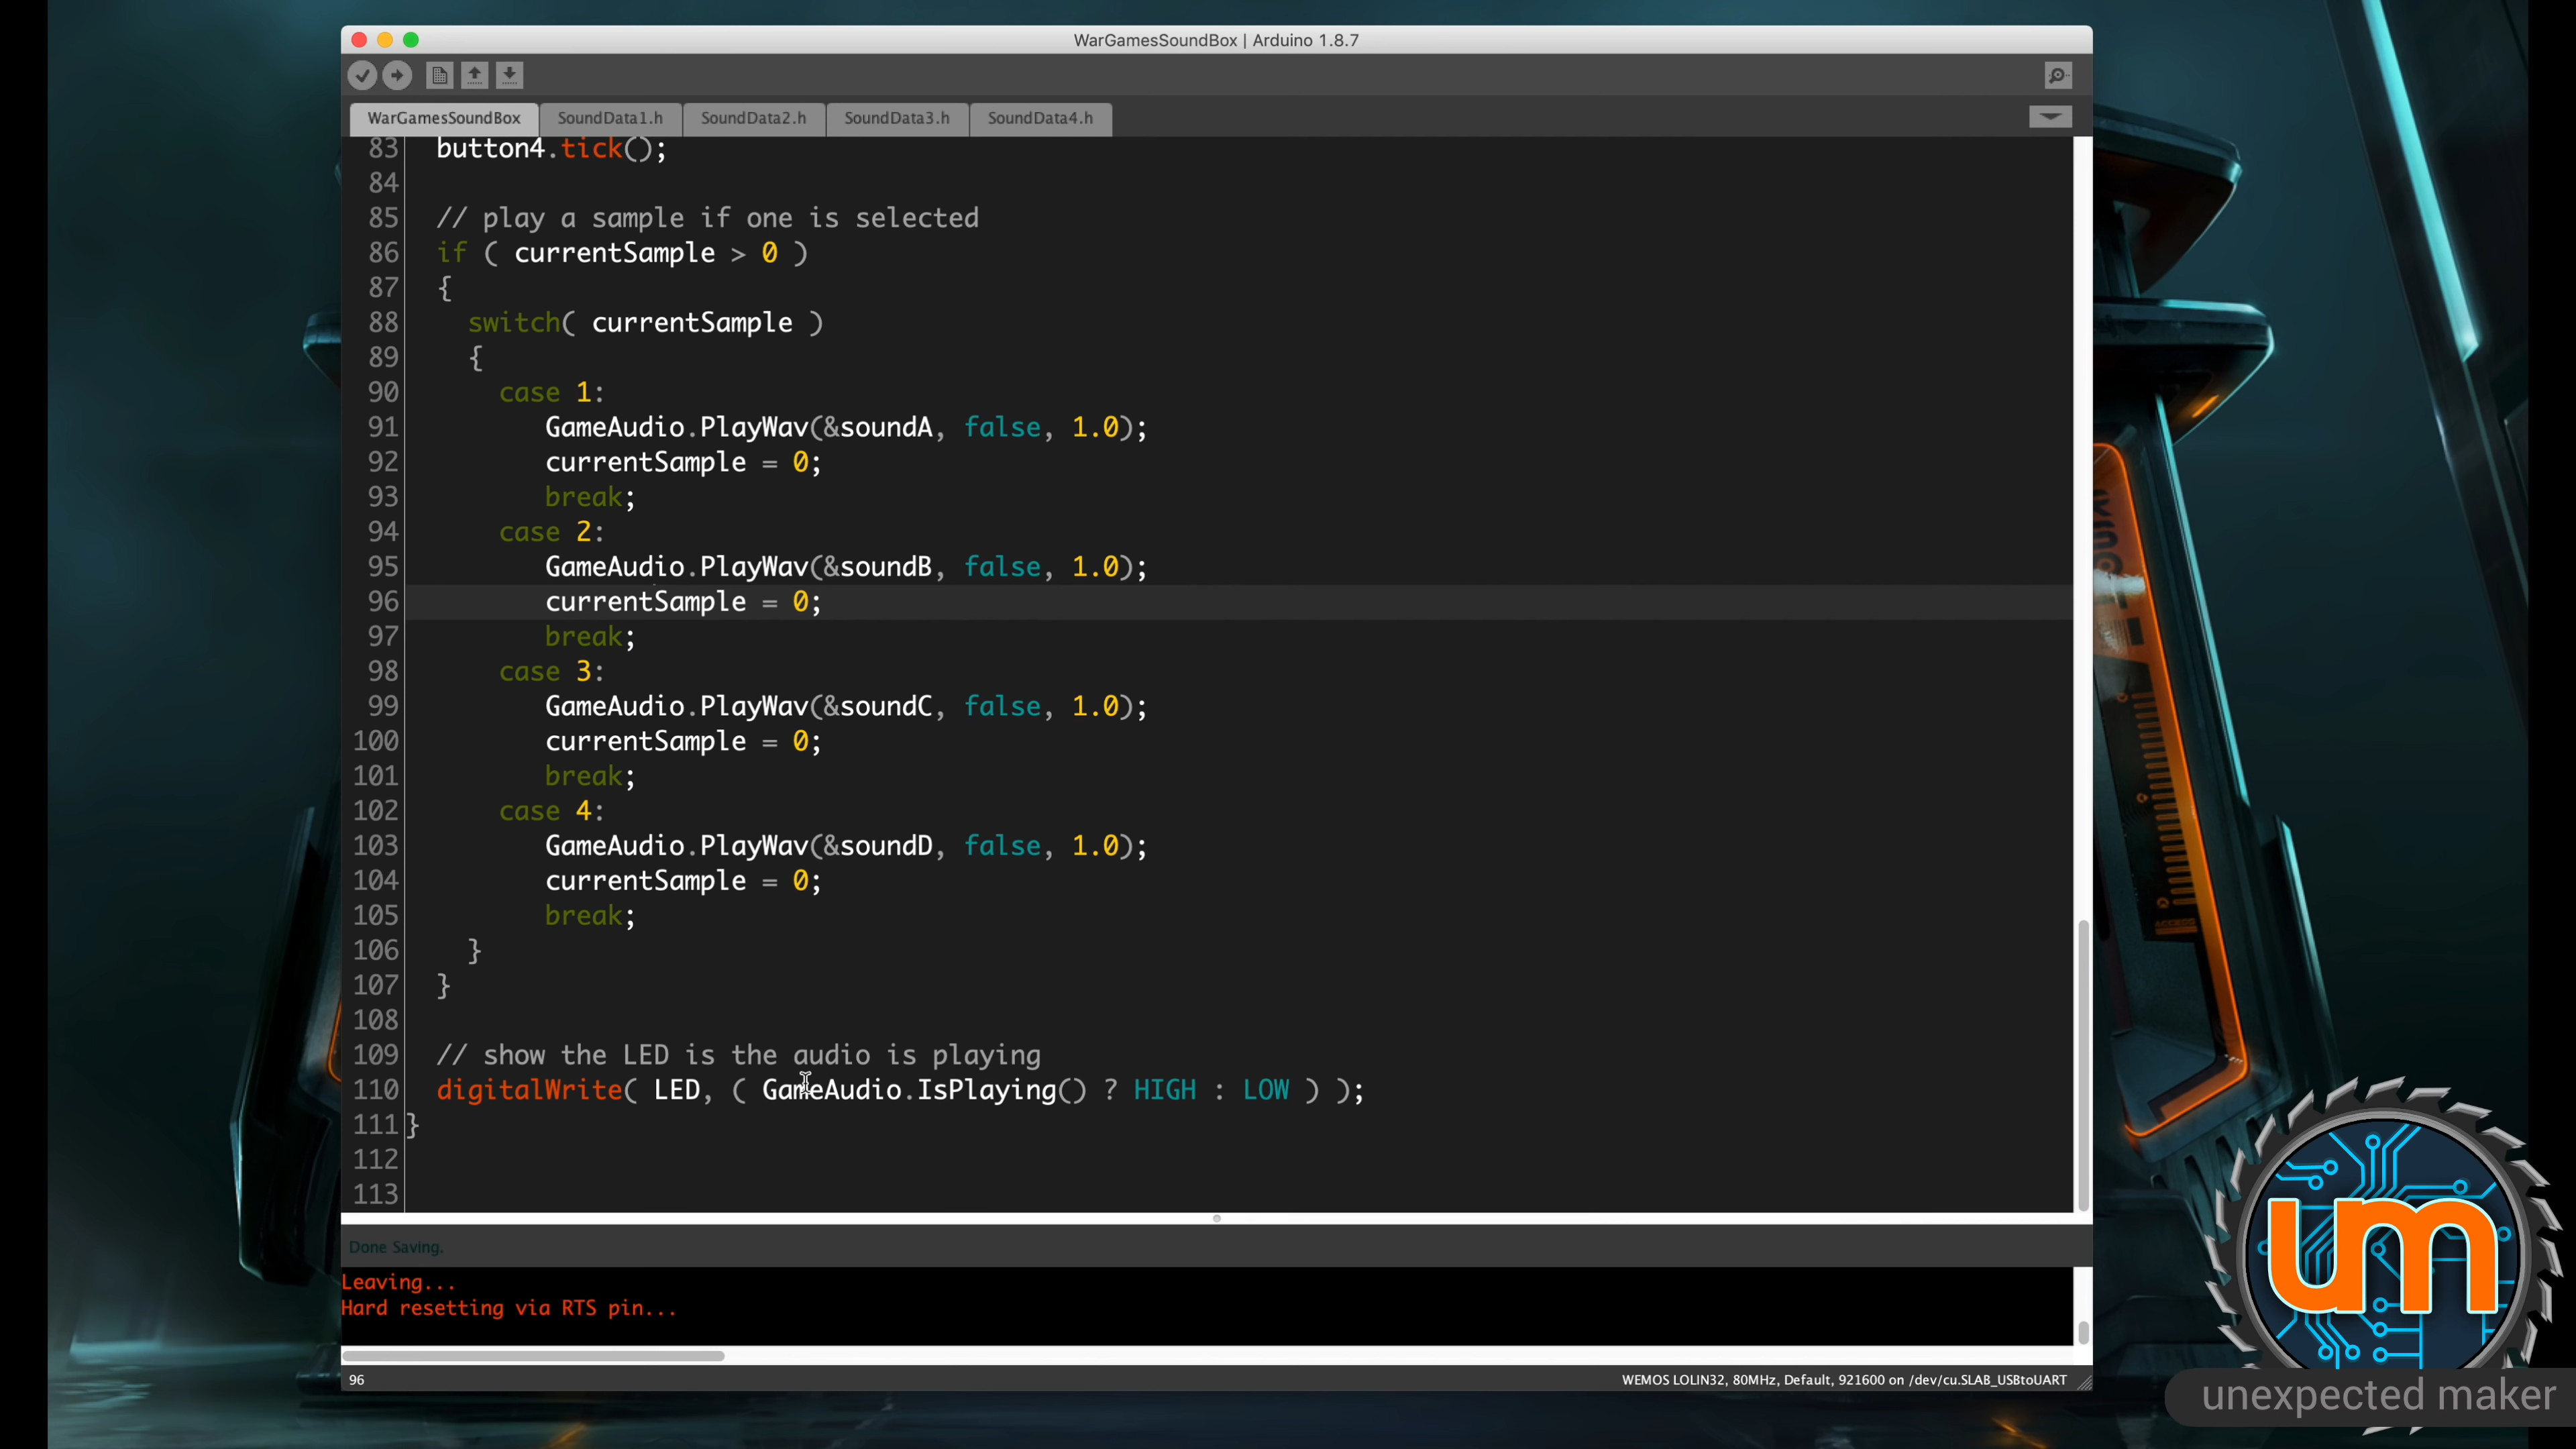 WarGamesSoundBox | Arduino 1.8.7
WarGamesSoundBox SoundData1.h SoundData2.h SoundData3.h SoundData4.h
83 button4.tick();
84
85 // play a sample if one is selected
86 if ( currentSample > 0 )
87 {
88 switch( currentSample )
89 {
90 case 1:
91 GameAudio.PlayWav(&soundA, false, 1.0);
92 currentSample = 0;
93 break;
94 case 2:
95 GameAudio.PlayWav(&soundB, false, 1.0);
96 currentSample = 0;
97 break;
98 case 3:
99 GameAudio.PlayWav(&soundC, false, 1.0);
100 currentSample = 0;
101 break;
102 case 4:
103 GameAudio.PlayWav(&soundD, false, 1.0);
104 currentSample = 0;
105 break;
106 }
107 }
108
109 // show the LED is the audio is playing
110 digitalWrite( LED, ( GameAudio.IsPlaying() ? HIGH : LOW ) );
111 }
112
113
Done Saving.
Leaving...
Hard resetting via RTS pin...
96 WEMOS LOLIN32, 80MHz, Default, 921600 on /dev/cu.SLAB_USBtoUART
um
unexpected maker